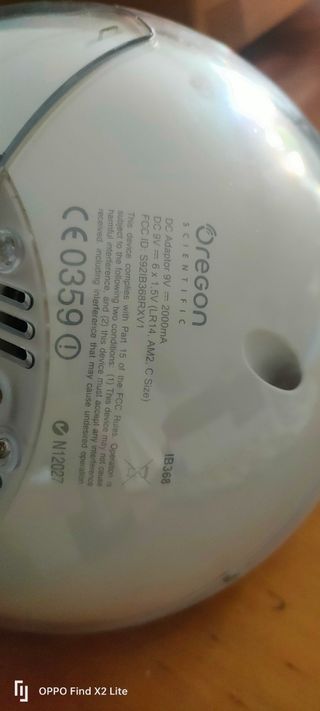 Oregon
SCIENTIFIC
IB368
DC Adaptor 9V ⎓ 2000mA
DC 9V ⎓ 6 x 1.5V (LR14, AM2, C Size)
FCC ID: S92IB368RXV1
This device complies with Part 15 of the FCC Rules. Operation is
subject to the following two conditions: (1) This device may not cause
harmful interference, and (2) this device must accept any interference
received, including interference that may cause undesired operation
CE0359
N12027
OPPO Find X2 Lite